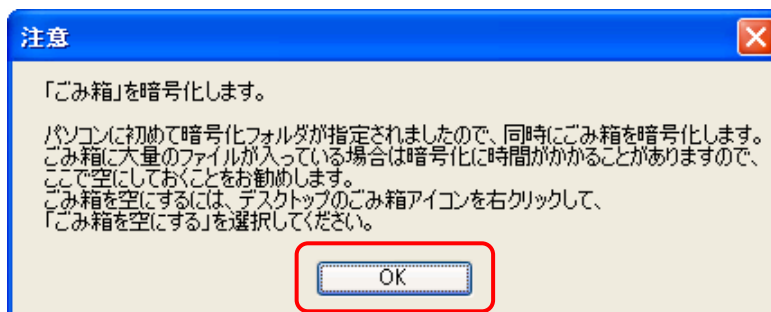 注意
「ごみ箱」を暗号化します。
パソコンに初めて暗号化フォルダが指定されましたので、同時にごみ箱を暗号化します。
ごみ箱に大量のファイルが入っている場合は暗号化に時間がかかることがありますので、
ここで空にしておくことをお勧めします。
ごみ箱を空にするには、デスクトップのごみ箱アイコンを右クリックして、
「ごみ箱を空にする」を選択してください。
OK